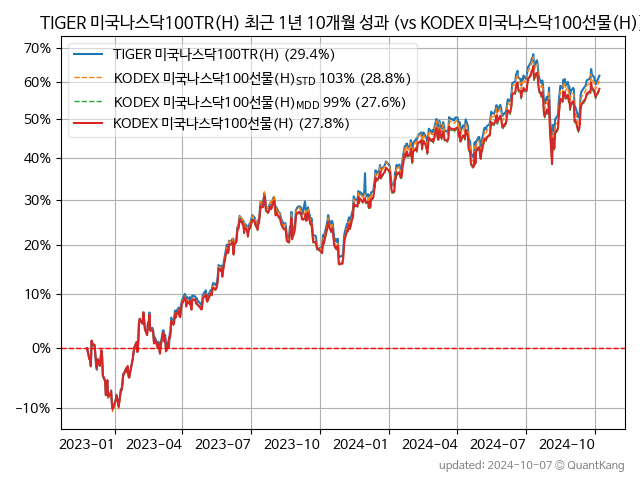 TIGER 미국나스닥100TR(H) 최근 1년 10개월 성과 (vs KODEX 미국나스닥100선물(H))
70%
60%
50%
40%
30%
20%
10%
0%
−10%
TIGER 미국나스닥100TR(H) (29.4%)
KODEX 미국나스닥100선물(H)STD 103% (28.8%)
KODEX 미국나스닥100선물(H)MDD 99% (27.6%)
KODEX 미국나스닥100선물(H) (27.8%)
2023-01 2023-04 2023-07 2023-10 2024-01 2024-04 2024-07 2024-10
updated: 2024-10-07 © QuantKang